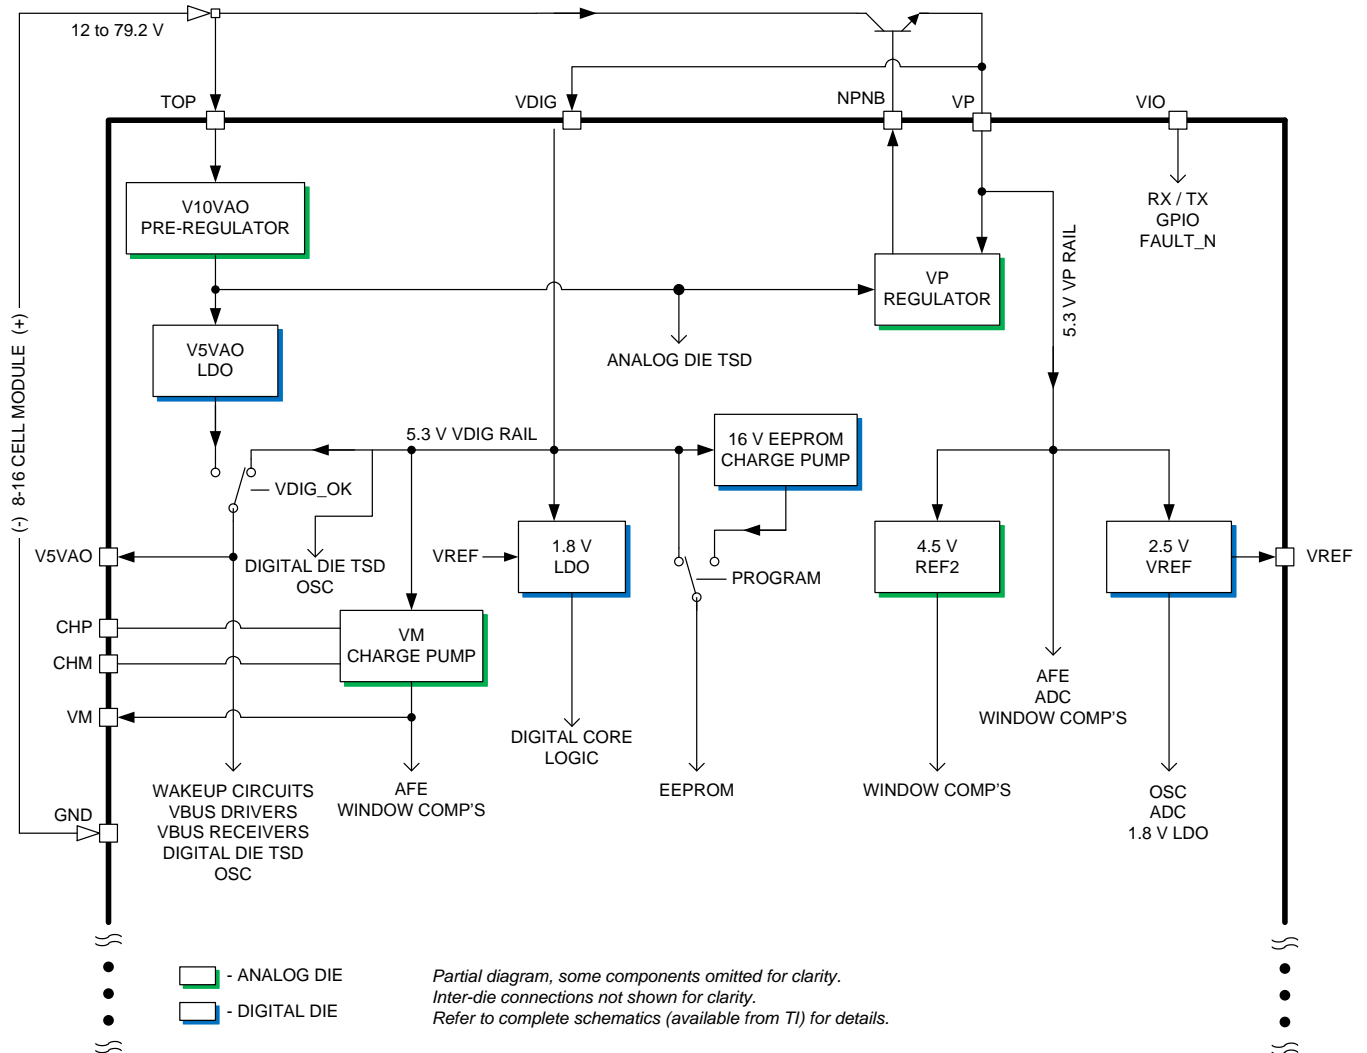 12 to 79.2 V
TOP
VDIG
NPNB
VP
VIO
V10VAO
PRE-REGULATOR
RX / TX
GPIO
FAULT_N
VP
REGULATOR
5.3 V VP RAIL
(-)  8-16 CELL MODULE  (+)
V5VAO
LDO
ANALOG DIE TSD
5.3 V VDIG RAIL
16 V EEPROM
CHARGE PUMP
VDIG_OK
V5VAO
DIGITAL DIE TSD
OSC
VREF
1.8 V
LDO
PROGRAM
4.5 V
REF2
2.5 V
VREF
VREF
CHP
CHM
VM
CHARGE PUMP
VM
AFE
ADC
WINDOW COMP'S
DIGITAL CORE
LOGIC
GND
WAKEUP CIRCUITS
VBUS DRIVERS
VBUS RECEIVERS
DIGITAL DIE TSD
OSC
AFE
WINDOW COMP'S
EEPROM
WINDOW COMP'S
OSC
ADC
1.8 V LDO
- ANALOG DIE
- DIGITAL DIE
Partial diagram, some components omitted for clarity.
Inter-die connections not shown for clarity.
Refer to complete schematics (available from TI) for details.